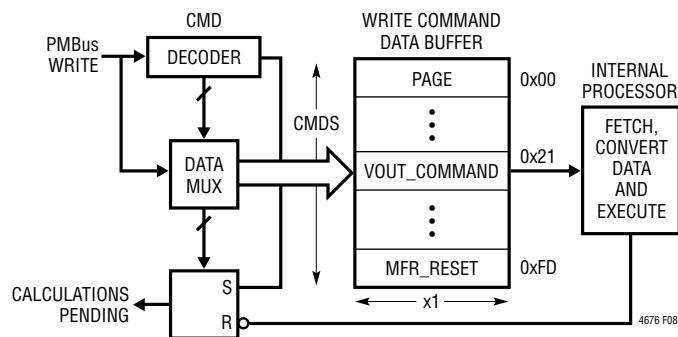 CMD
PMBus
WRITE
DECODER
DATA
MUX
S
R
CALCULATIONS
PENDING
CMDS
WRITE COMMAND
DATA BUFFER
PAGE
0x00
VOUT_COMMAND
0x21
MFR_RESET
0xFD
x1
INTERNAL
PROCESSOR
FETCH,
CONVERT
DATA
AND
EXECUTE
4676 F08